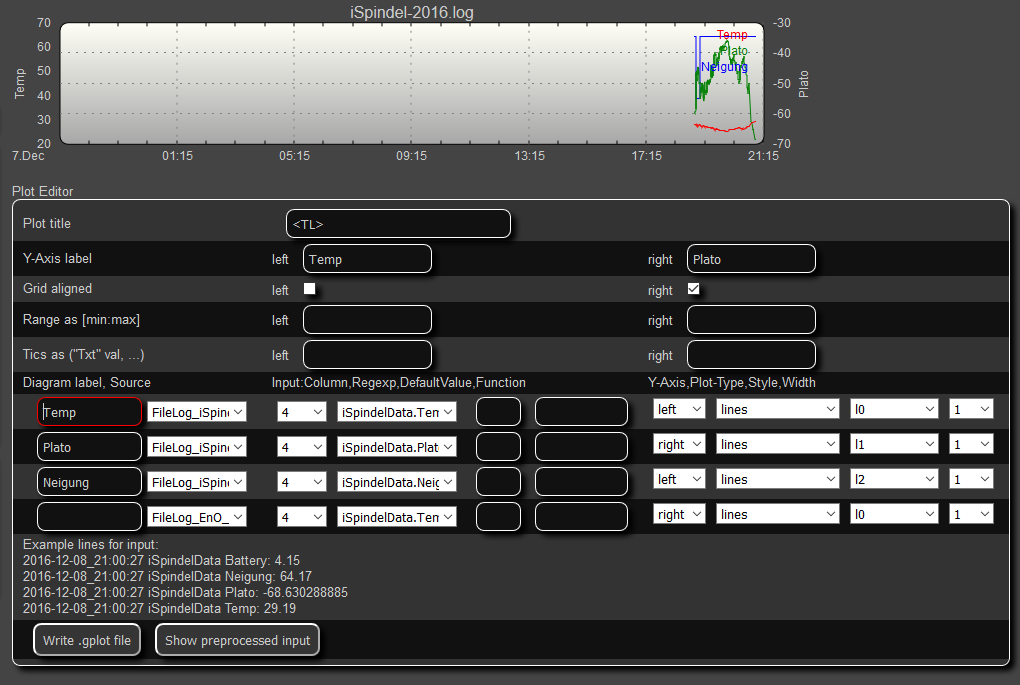 iSpindel-2016.log
70 -30
Temp
60 Plato -40
Neigung
50 -50
Temp Plato
40
30 -60
20 -70
7.Dec 01:15 05:15 09:15 13:15 17:15 21:15
Plot Editor
Plot title <TL>
Y-Axis label left Temp right Plato
Grid aligned left right
Range as [min:max] left right
Tics as ("Txt" val, ...) left right
Diagram label, Source Input:Column,Regexp,DefaultValue,Function Y-Axis,Plot-Type,Style,Width
Temp FileLog_iSpin 4 iSpindelData.Tem left lines l0 1
Plato FileLog_iSpin 4 iSpindelData.Plat right lines l1 1
Neigung FileLog_iSpin 4 iSpindelData.Neig left lines l2 1
FileLog_EnO_ 4 iSpindelData.Tem right lines l0 1
Example lines for input:
2016-12-08_21:00:27 iSpindelData Battery: 4.15
2016-12-08_21:00:27 iSpindelData Neigung: 64.17
2016-12-08_21:00:27 iSpindelData Plato: -68.630288885
2016-12-08_21:00:27 iSpindelData Temp: 29.19
Write .gplot file Show preprocessed input